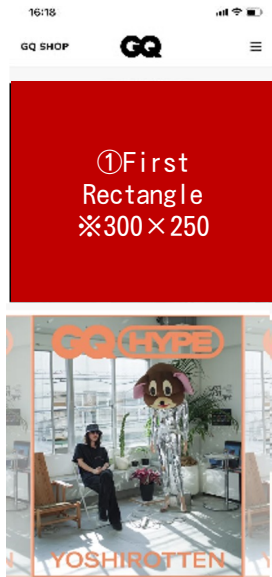 16:18
GQ SHOP
GQ
①First
Rectangle
※300×250
GQ HYPE
YOSHIROTTEN